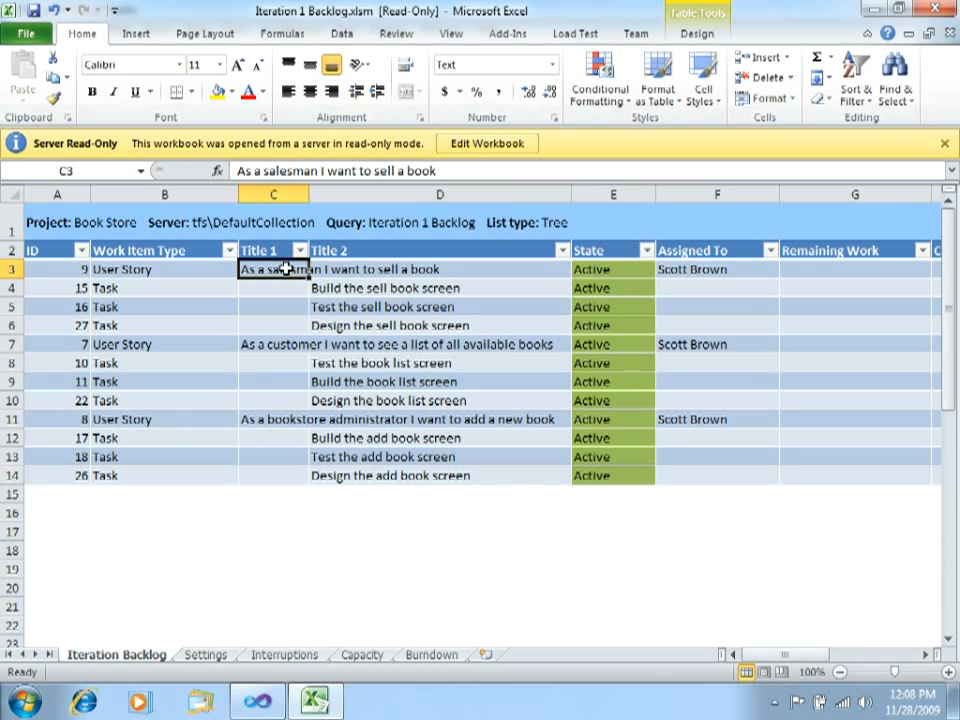 Iteration 1 Backlog.xlsm [Read-Only] - Microsoft Excel
Table Tools
File Home Insert Page Layout Formulas Data Review View Add-Ins Load Test Team Design
Paste
Calibri 11
B I U
Text
$ % ,
Conditional Formatting
Format as Table
Cell Styles
Insert
Delete
Format
Sort & Filter
Find & Select
Clipboard Font Alignment Number Styles Cells Editing
Server Read-Only This workbook was opened from a server in read-only mode. Edit Workbook
C3 fx As a salesman I want to sell a book
A B C D E F G
1 Project: Book Store Server: tfs\DefaultCollection Query: Iteration 1 Backlog List type: Tree
2 ID Work Item Type Title 1 Title 2 State Assigned To Remaining Work C
3 9 User Story As a salesman I want to sell a book Active Scott Brown
4 15 Task Build the sell book screen Active
5 16 Task Test the sell book screen Active
6 27 Task Design the sell book screen Active
7 7 User Story As a customer I want to see a list of all available books Active Scott Brown
8 10 Task Test the book list screen Active
9 11 Task Build the book list screen Active
10 22 Task Design the book list screen Active
11 8 User Story As a bookstore administrator I want to add a new book Active Scott Brown
12 17 Task Build the add book screen Active
13 18 Task Test the add book screen Active
14 26 Task Design the add book screen Active
15
16
17
18
19
20
21
22
23
Iteration Backlog Settings Interruptions Capacity Burndown
Ready 100%
12:08 PM
11/28/2009